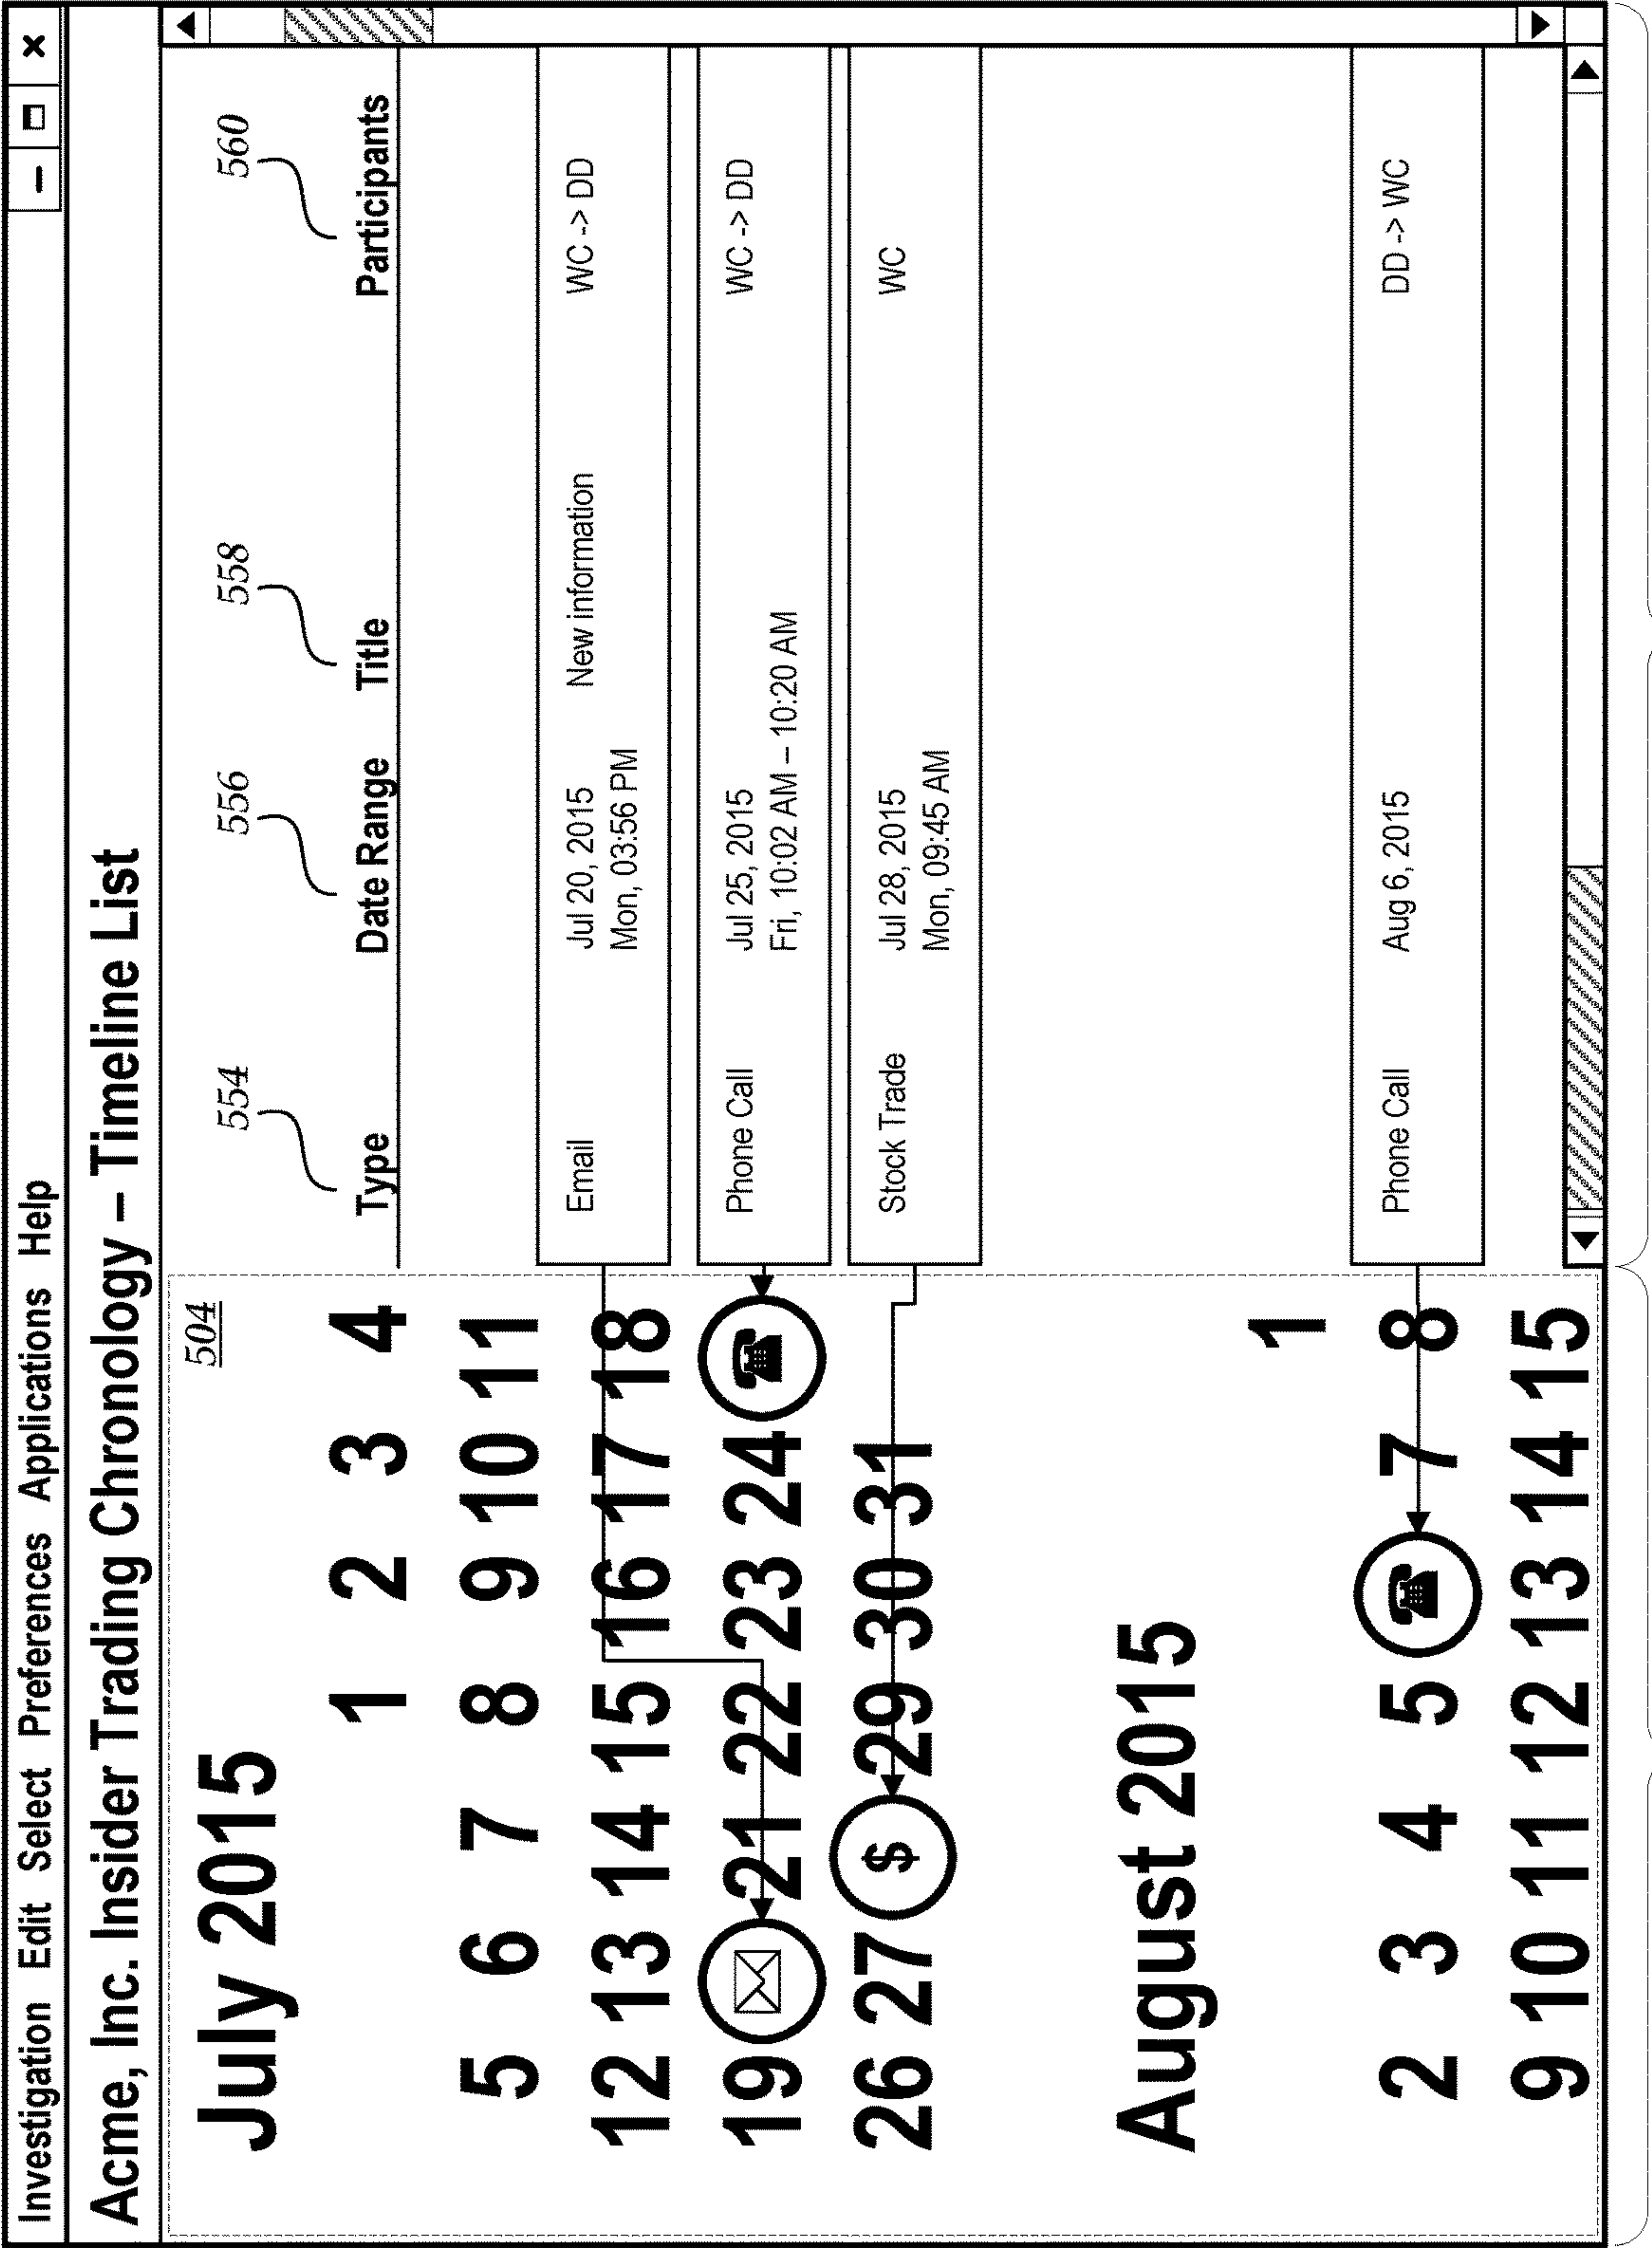 Investigation Edit Select Preferences Applications Help
Acme, Inc. Insider Trading Chronology – Timeline List
504
July 2015
1 2 3 4
5 6 7 8 9 10 11
12 13 14 15 16 17 18
19 21 22 23 24
26 27 $ 29 30 31
August 2015
1
2 3 4 5 7 8
9 10 11 12 13 14 15
554 556 558 560
Type Date Range Title Participants
Email Jul 20, 2015 New information WC -> DD
Mon, 03:56 PM
Phone Call Jul 25, 2015 WC -> DD
Fri, 10:02 AM – 10:20 AM
Stock Trade Jul 28, 2015 WC
Mon, 09:45 AM
Phone Call Aug 6, 2015 DD -> WC